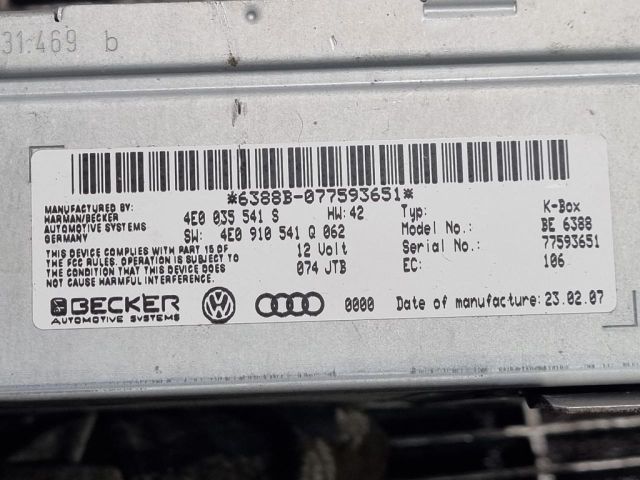 31.469 b
*6388B-077593651*
MANUFACTURED BY:
HARMAN/BECKER
AUTOMOTIVE SYSTEMS
GERMANY
4E0 035 541 S HW: 42
SW: 4E0 910 541 Q 062
12 Volt
074 JTB
Typ: K-Box
Model No.: BE 6388
Serial No.: 77593651
EC: 106
THIS DEVICE COMPLIES WITH PART 15 OF
THE FCC RULES. OPERATION IS SUBJECT TO
THE CONDITION THAT THIS DEVICE DOES
NOT CAUSE HARMFUL INTERFERENCE.
BECKER
AUTOMOTIVE SYSTEMS
0000 Date of manufacture: 23.02.07